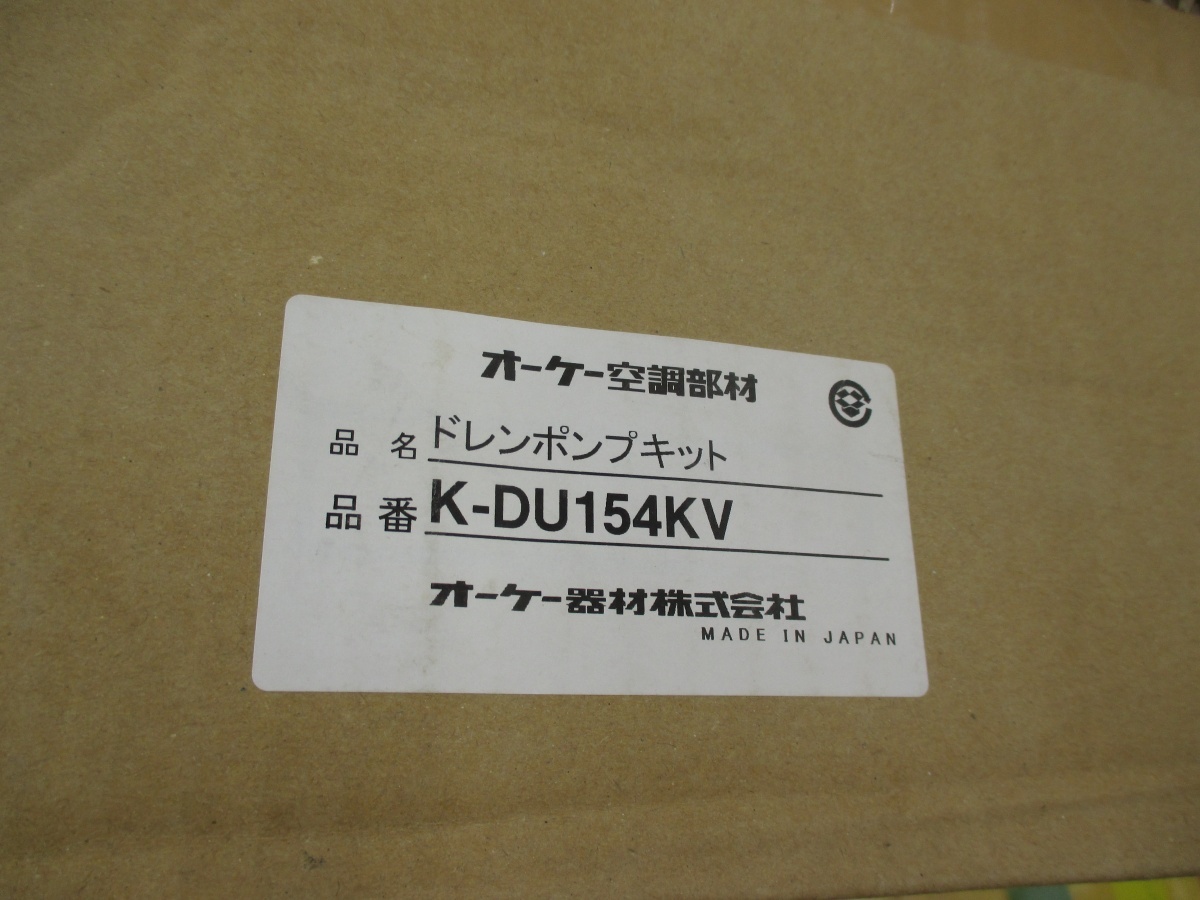 オーケー空調部材
品名 ドレンポンプキット
品番 K-DU154KV
オーケー器材株式会社
MADE IN JAPAN